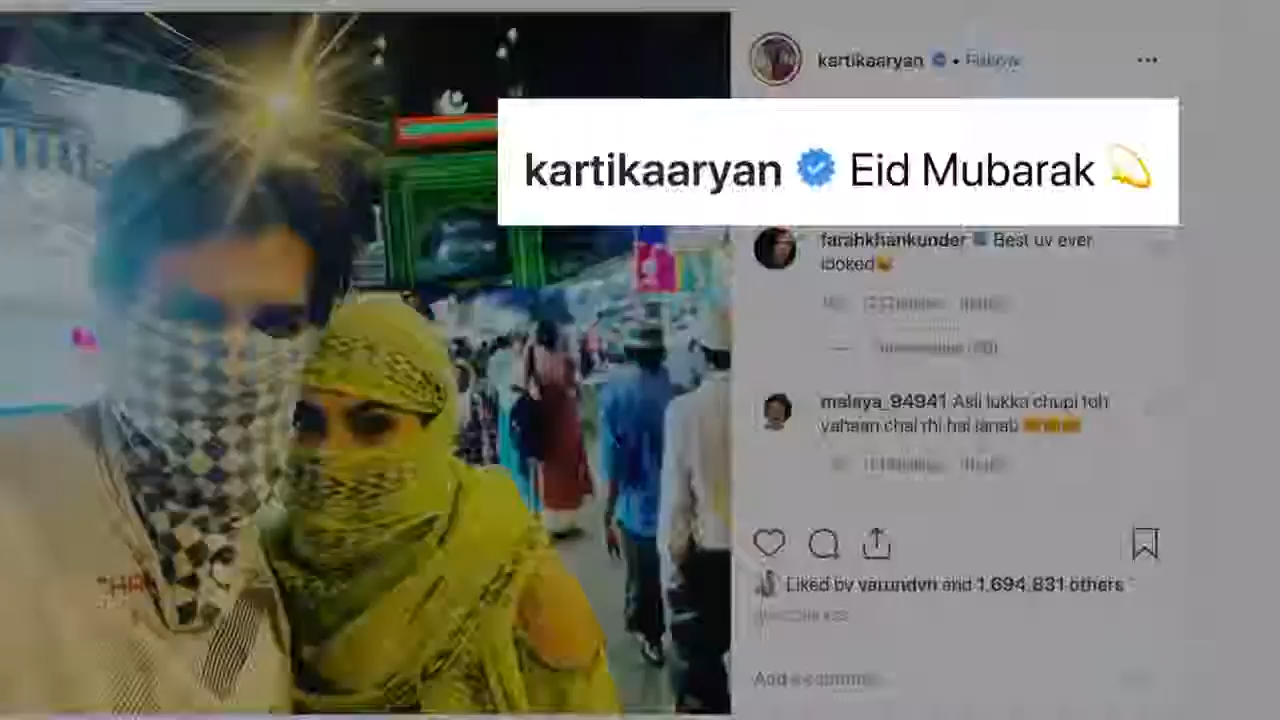 kartikaaryan • Follow
kartikaaryan Eid Mubarak
farahkhankunder Best uv ever
looked
malaya_94941 Asli lukka chupi toh
vahaan chal rhi hai janab
Liked by varundvn and 1,694,831 others
Add a comment...